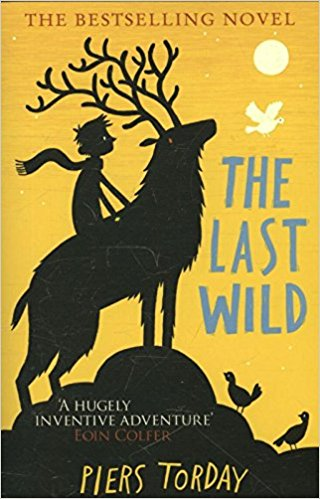 THE BESTSELLING NOVEL
THE
LAST
WILD
'A HUGELY
INVENTIVE ADVENTURE'
EOIN COLFER
PIERS TORDAY